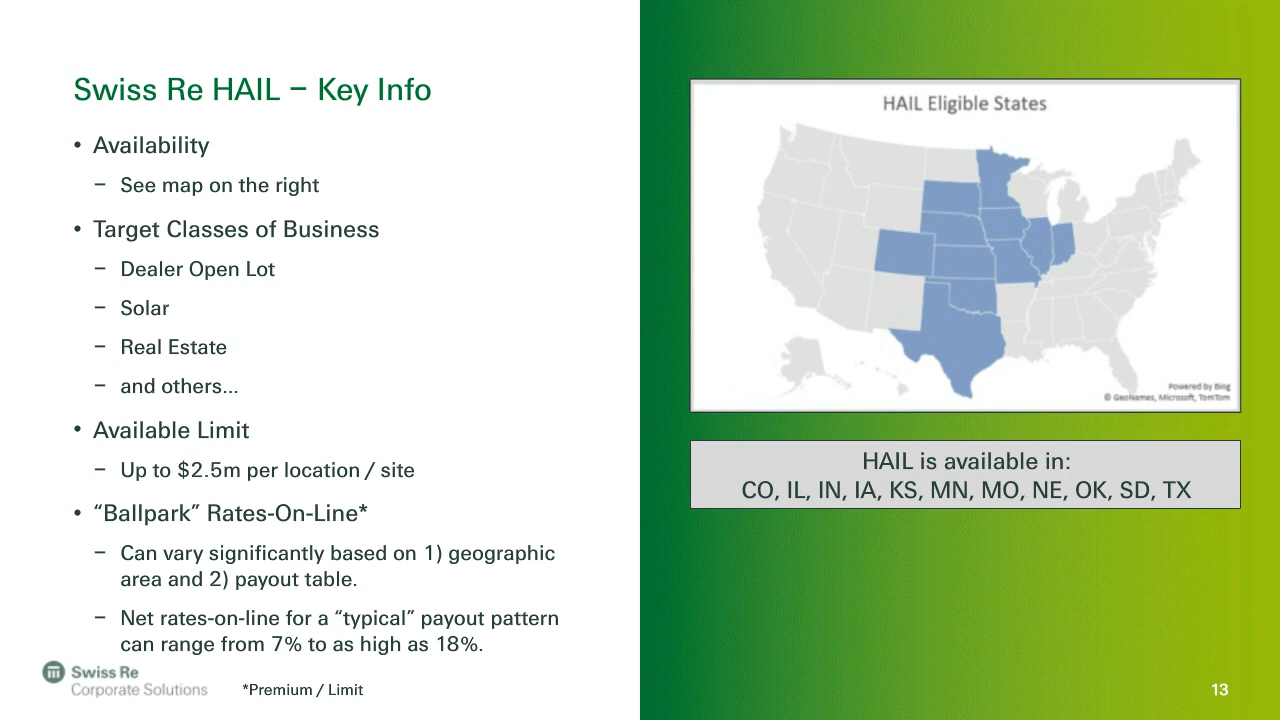 Swiss Re HAIL – Key Info
• Availability
– See map on the right
• Target Classes of Business
– Dealer Open Lot
– Solar
– Real Estate
– and others...
• Available Limit
– Up to $2.5m per location / site
• “Ballpark” Rates-On-Line*
– Can vary significantly based on 1) geographic
area and 2) payout table.
– Net rates-on-line for a “typical” payout pattern
can range from 7% to as high as 18%.
Swiss Re
Corporate Solutions
*Premium / Limit
HAIL Eligible States
Powered by Bing
© GeoNames, Microsoft, TomTom
HAIL is available in:
CO, IL, IN, IA, KS, MN, MO, NE, OK, SD, TX
13